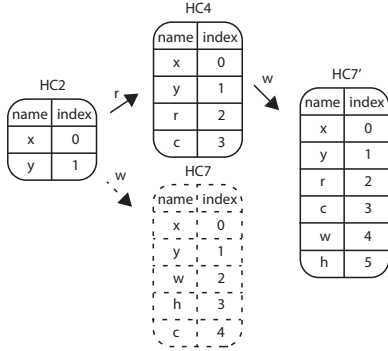 HC2
name index
x 0
y 1
r
HC4
name index
x 0
y 1
r 2
c 3
w
HC7'
name index
x 0
y 1
r 2
c 3
w 4
h 5
w
HC7
name index
x 0
y 1
w 2
h 3
c 4